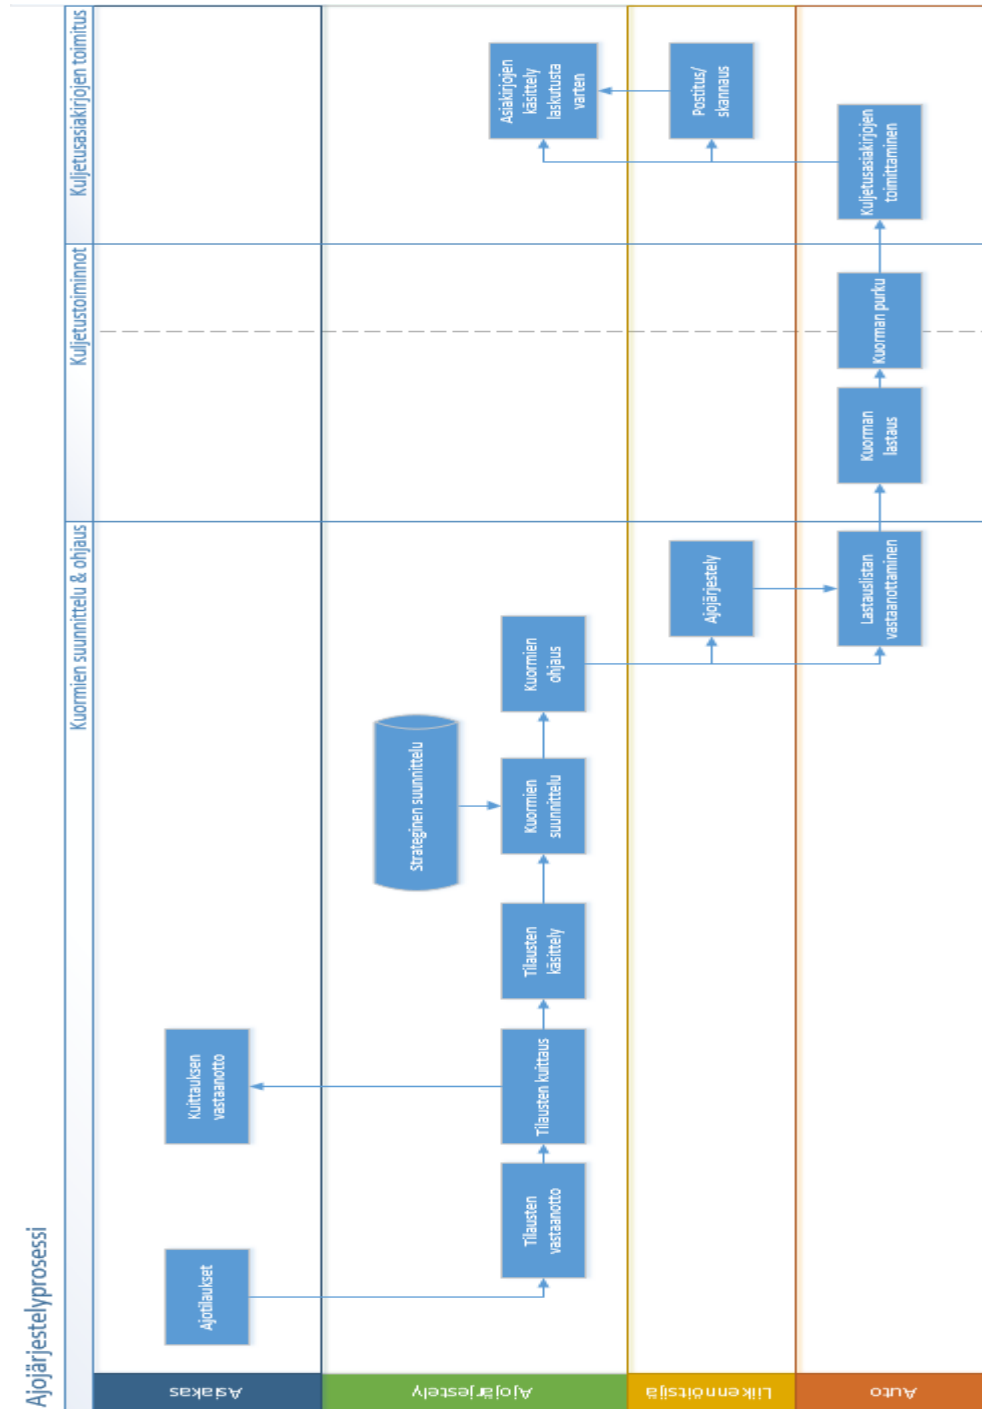 Ajojärjestelyprosessi
Kuormien suunnittelu & ohjaus
Kuljetustoiminnot
Kuljetusasiakirjojen toimitus
Asiakas
Ajotilaukset
Kuittauksen
vastaanotto
Ajojärjestely
Tilausten
vastaanotto
Tilausten kuittaus
Tilausten
käsittely
Strateginen suunnittelu
Kuormien
suunnittelu
Kuormien
ohjaus
Asiakirjojen
käsittely
laskutusta
varten
Liikennöitsijä
Ajojärjestely
Postitus/
skannaus
Auto
Lastauslistan
vastaanottaminen
Kuorman
lastaus
Kuorman purku
Kuljetusasiakirjojen
toimittaminen